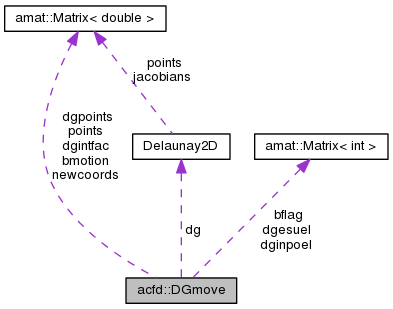 amat::Matrix< double >
points
jacobians
dgpoints
points
dgintfac
bmotion
newcoords
Delaunay2D
amat::Matrix< int >
dg
bflag
dgesuel
dginpoel
acfd::DGmove